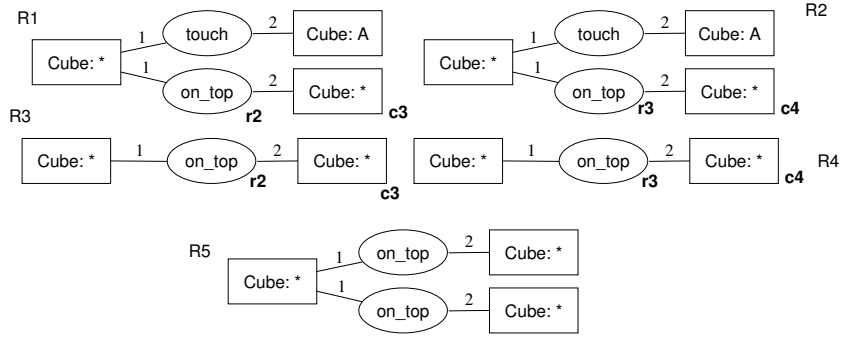 R1
touch
Cube: A
Cube: *
on_top
Cube: *
1
2
1
2
r2
c3
R2
touch
Cube: A
Cube: *
on_top
Cube: *
1
2
1
2
r3
c4
R3
Cube: *
1
on_top
2
Cube: *
r2
c3
Cube: *
1
on_top
2
Cube: *
R4
r3
c4
R5
on_top
Cube: *
Cube: *
on_top
Cube: *
1
2
1
2